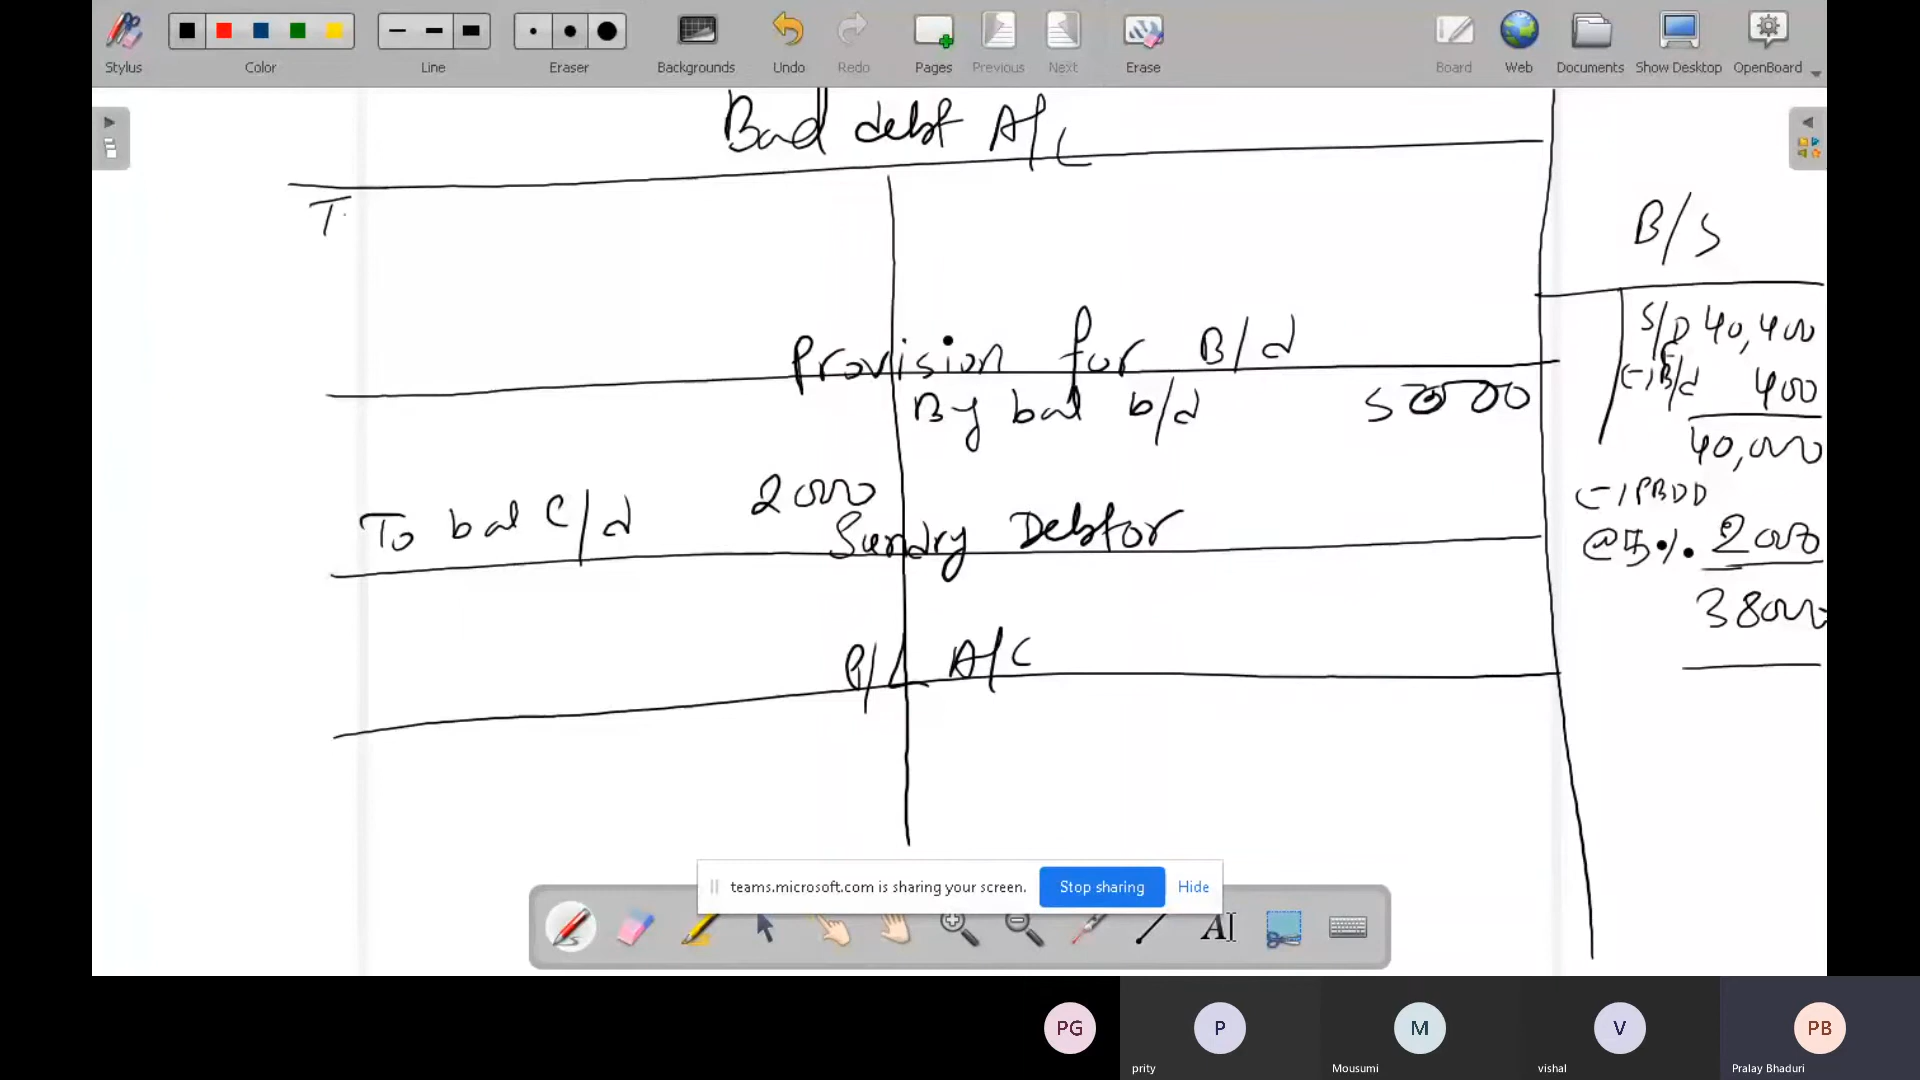 Stylus Color Line Eraser Backgrounds Undo Redo Pages Previous Next Erase Board Web Documents Show Desktop OpenBoard
Bad debt A/C
T
Provision for B/d
By bal b/d 5000
To bal C/d 2000
Sundry Debtor
P/L A/C
B/S
S/D 40,400
(-) B/d 400
40,000
(-) PBDD
@ 5% 2000
38000
teams.microsoft.com is sharing your screen. Stop sharing Hide
PG P M V PB
prity Mousumi vishal Pralay Bhaduri